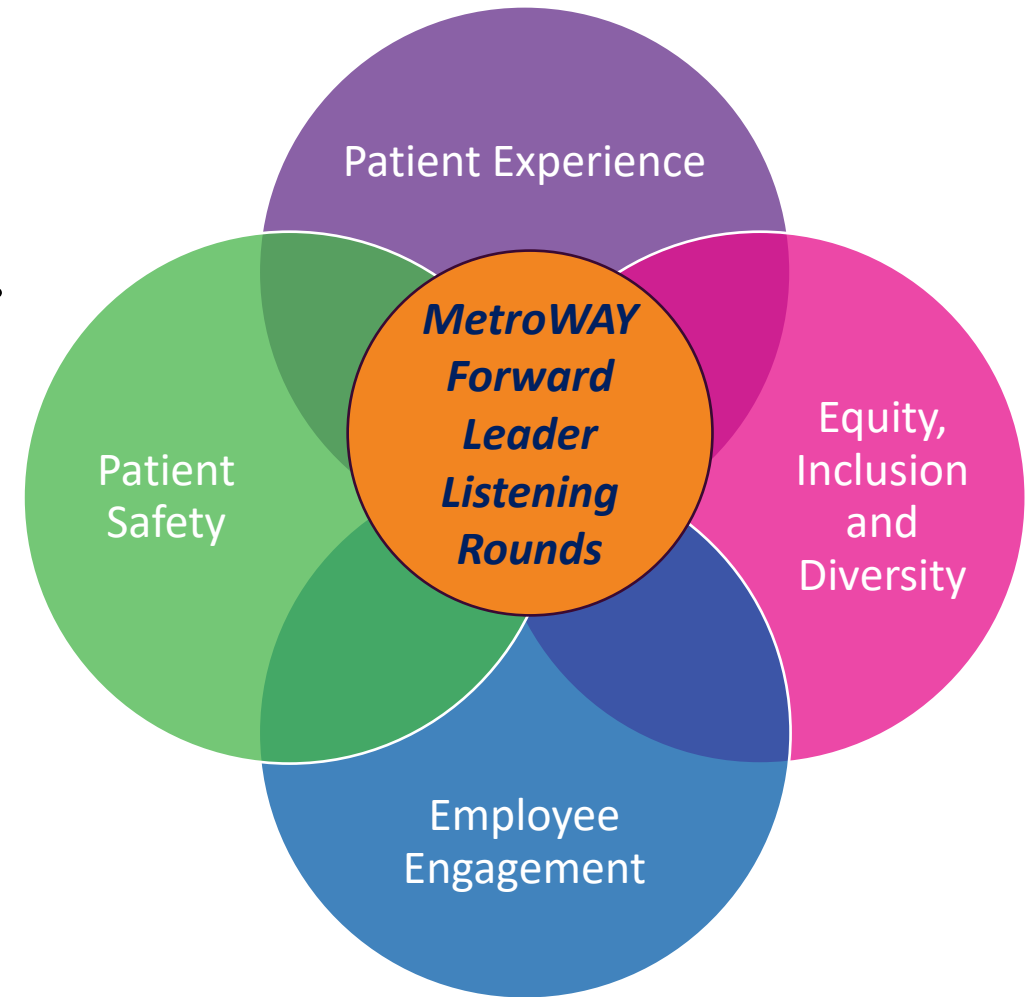 Patient Experience
MetroWAY
Forward
Leader
Listening
Rounds
Patient
Safety
Equity,
Inclusion
and
Diversity
Employee
Engagement